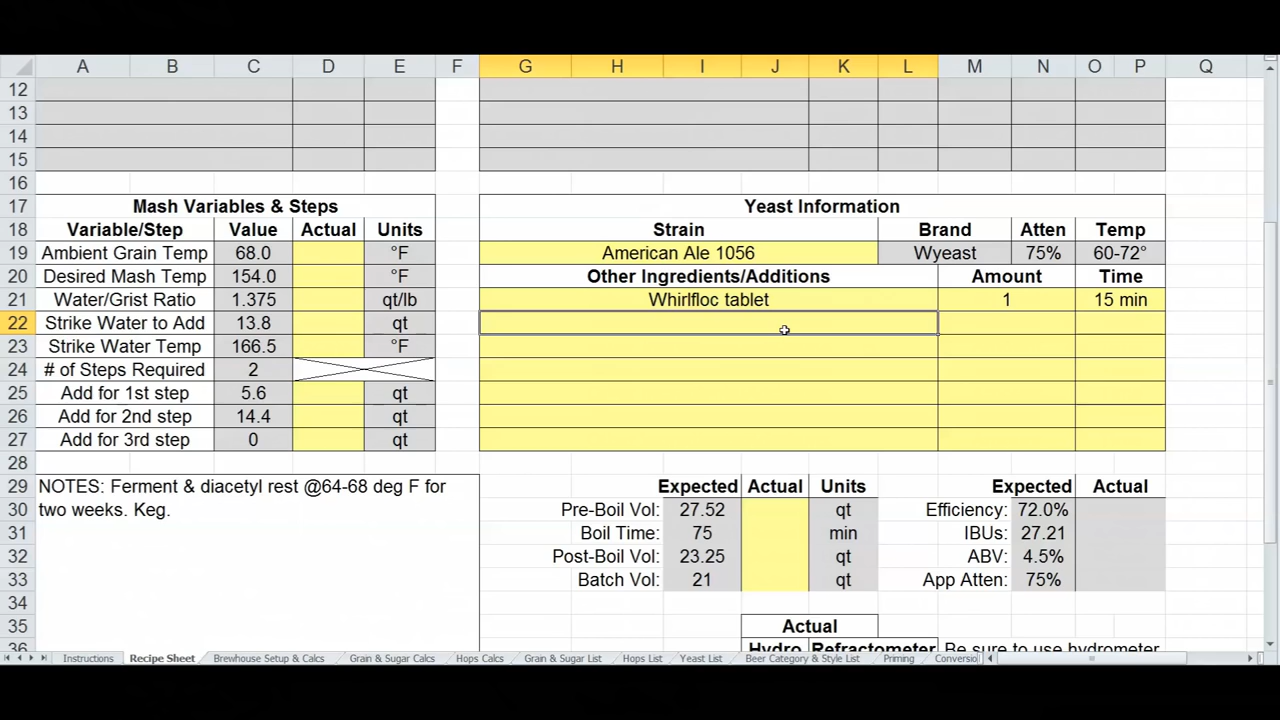 A B C D E F G H I J K L M N O P Q
12
13
14
15
16
17 Mash Variables & Steps Yeast Information
18 Variable/Step Value Actual Units Strain Brand Atten Temp
19 Ambient Grain Temp 68.0 °F American Ale 1056 Wyeast 75% 60-72°
20 Desired Mash Temp 154.0 °F Other Ingredients/Additions Amount Time
21 Water/Grist Ratio 1.375 qt/lb Whirlfloc tablet 1 15 min
22 Strike Water to Add 13.8 qt
23 Strike Water Temp 166.5 °F
24 # of Steps Required 2
25 Add for 1st step 5.6 qt
26 Add for 2nd step 14.4 qt
27 Add for 3rd step 0 qt
28
29 NOTES: Ferment & diacetyl rest @64-68 deg F for Expected Actual Units Expected Actual
30 two weeks. Keg. Pre-Boil Vol: 27.52 qt Efficiency: 72.0%
31 Boil Time: 75 min IBUs: 27.21
32 Post-Boil Vol: 23.25 qt ABV: 4.5%
33 Batch Vol: 21 qt App Atten: 75%
34
35 Actual
36 Hydro Refractometer Be sure to use hydrometer
Instructions Recipe Sheet Brewhouse Setup & Calcs Grain & Sugar Calcs Hops Calcs Grain & Sugar List Hops List Yeast List Beer Category & Style List Priming Conversio